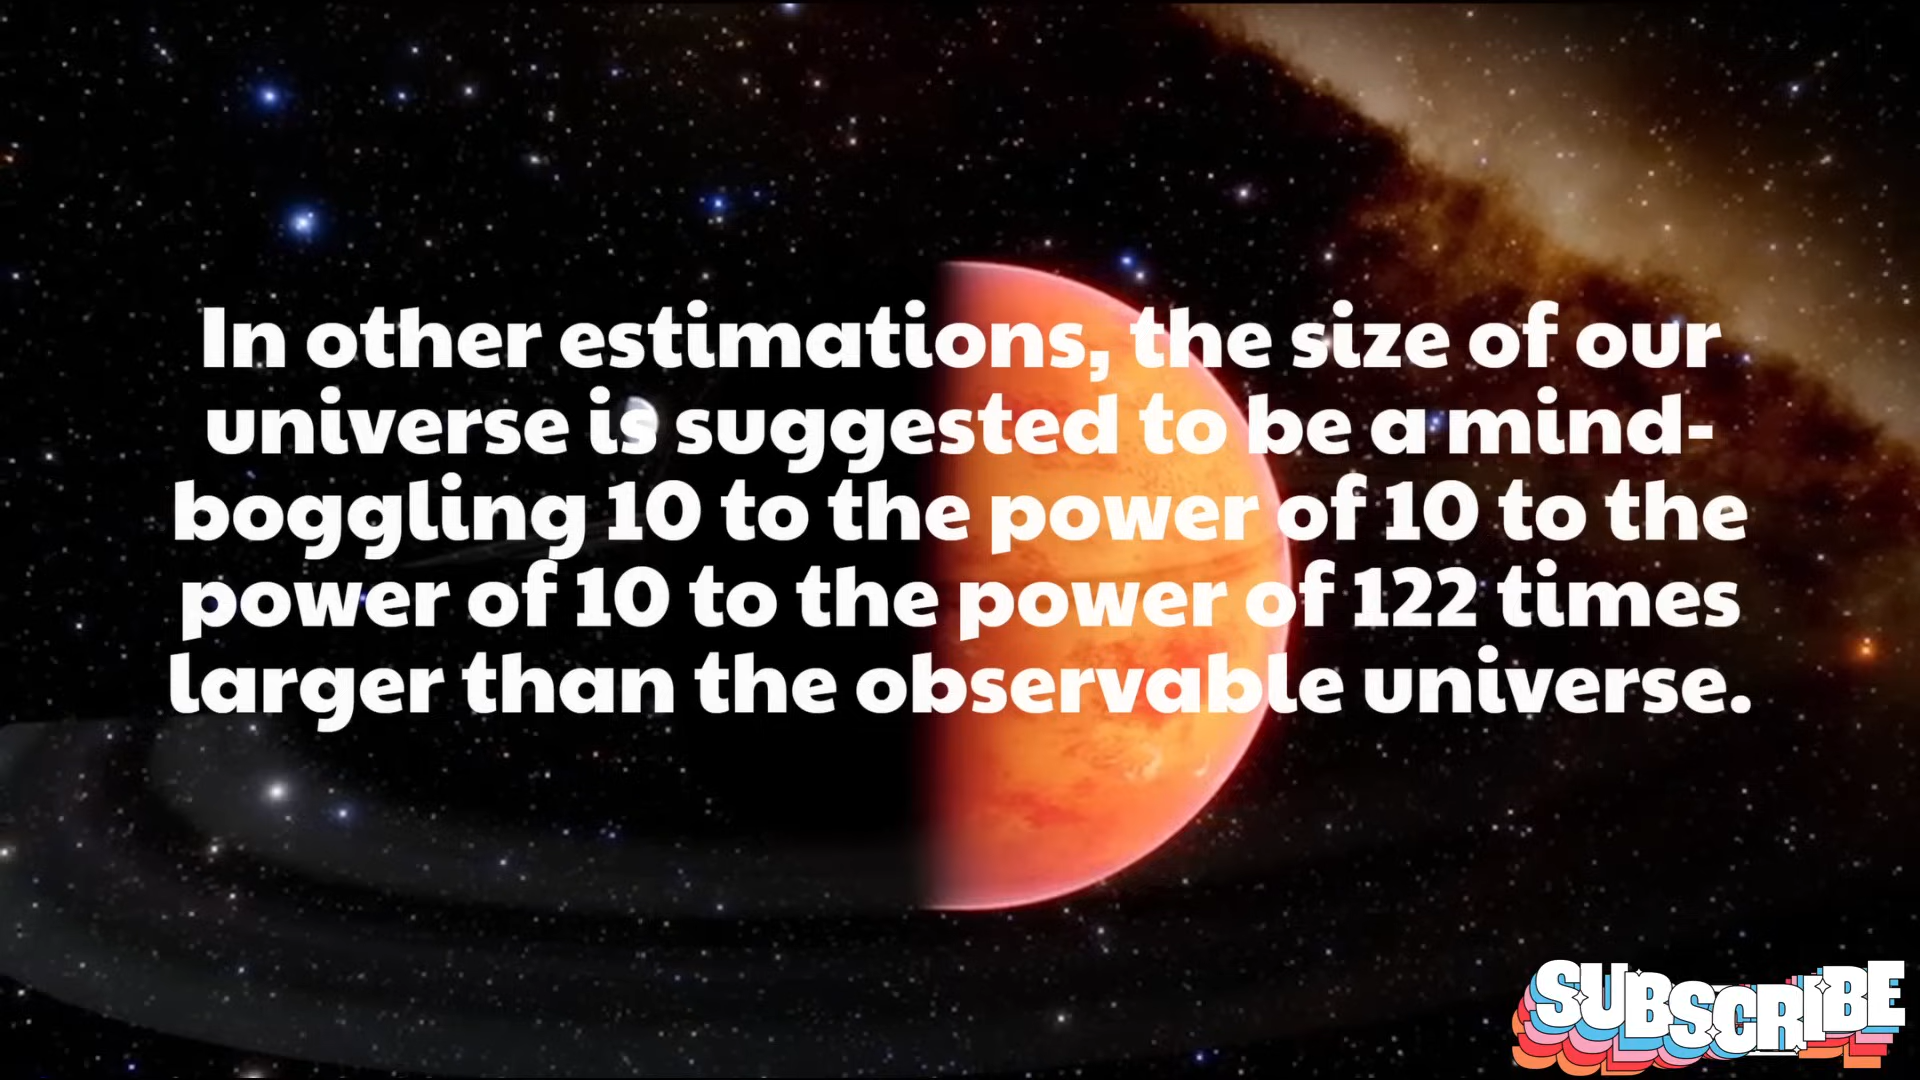 In other estimations, the size of our
universe is suggested to be a mind-
boggling 10 to the power of 10 to the
power of 10 to the power of 122 times
larger than the observable universe.
SUBSCRIBE